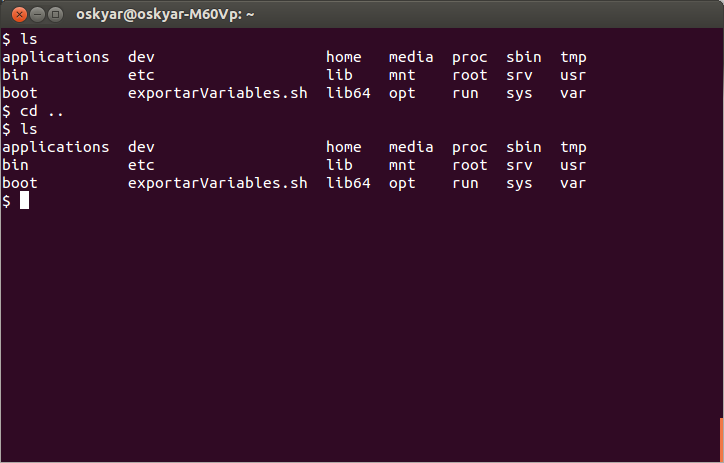 oskyar@oskyar-M60Vp: ~
$ ls
applications  dev                    home   media  proc  sbin  tmp
bin           etc                    lib    mnt    root  srv   usr
boot          exportarVariables.sh   lib64  opt    run   sys   var
$ cd ..
$ ls
applications  dev                    home   media  proc  sbin  tmp
bin           etc                    lib    mnt    root  srv   usr
boot          exportarVariables.sh   lib64  opt    run   sys   var
$